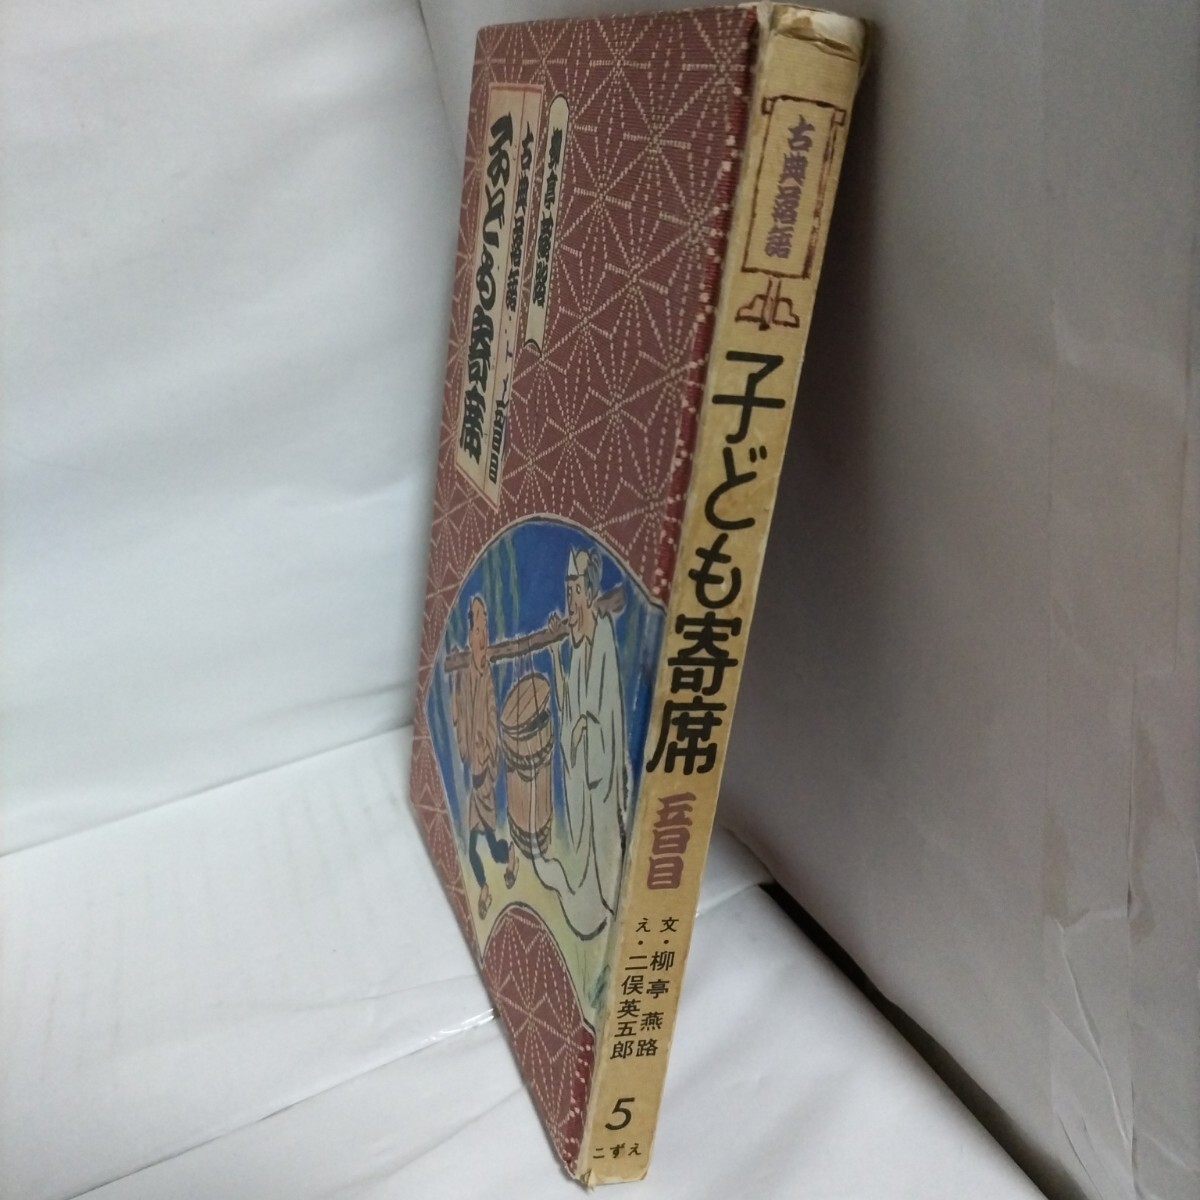 柳亭燕路
古典落語
五日目
子ども寄席
古典落語
子ども寄席
五日目
文・柳亭 燕路
え・二俣英五郎
5
こずえ